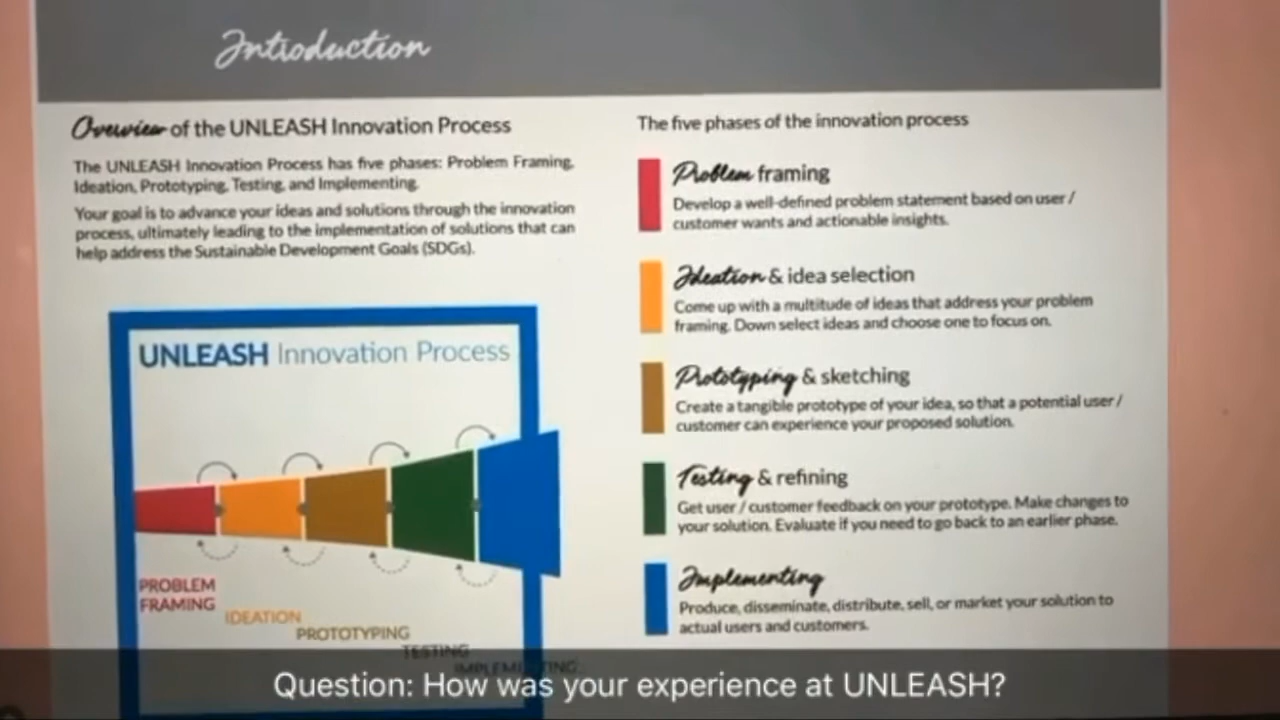 Introduction
Overview of the UNLEASH Innovation Process
The UNLEASH Innovation Process has five phases: Problem Framing,
Ideation, Prototyping, Testing, and Implementing.
Your goal is to advance your ideas and solutions through the innovation
process, ultimately leading to the implementation of solutions that can
help address the Sustainable Development Goals (SDGs).
UNLEASH Innovation Process
PROBLEM
FRAMING
IDEATION
PROTOTYPING
TESTING
IMPLEMENTING
The five phases of the innovation process
Problem framing
Develop a well-defined problem statement based on user /
customer wants and actionable insights.
Ideation & idea selection
Come up with a multitude of ideas that address your problem
framing. Down select ideas and choose one to focus on.
Prototyping & sketching
Create a tangible prototype of your idea, so that a potential user /
customer can experience your proposed solution.
Testing & refining
Get user / customer feedback on your prototype. Make changes to
your solution. Evaluate if you need to go back to an earlier phase.
Implementing
Produce, disseminate, distribute, sell, or market your solution to
actual users and customers.
Question: How was your experience at UNLEASH?